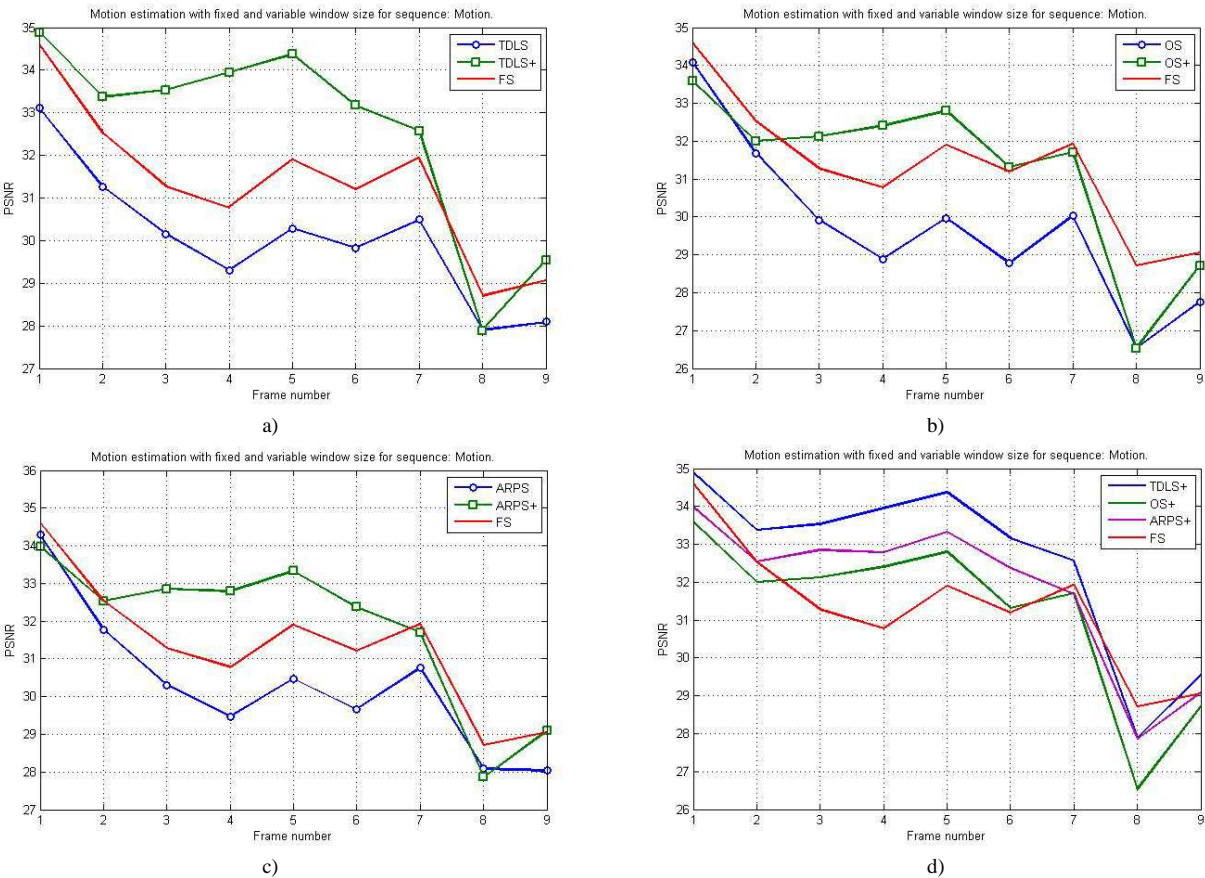 Motion estimation with fixed and variable window size for sequence: Motion.
35
34
33
32
31
30
29
28
27
PSNR
TDLS
TDLS+
FS
1 2 3 4 5 6 7 8 9
Frame number
a)
Motion estimation with fixed and variable window size for sequence: Motion.
35
34
33
32
31
30
29
28
27
26
PSNR
OS
OS+
FS
1 2 3 4 5 6 7 8 9
Frame number
b)
Motion estimation with fixed and variable window size for sequence: Motion.
36
35
34
33
32
31
30
29
28
27
PSNR
ARPS
ARPS+
FS
1 2 3 4 5 6 7 8 9
Frame number
c)
Motion estimation with fixed and variable window size for sequence: Motion.
35
34
33
32
31
30
29
28
27
26
PSNR
TDLS+
OS+
ARPS+
FS
1 2 3 4 5 6 7 8 9
Frame number
d)